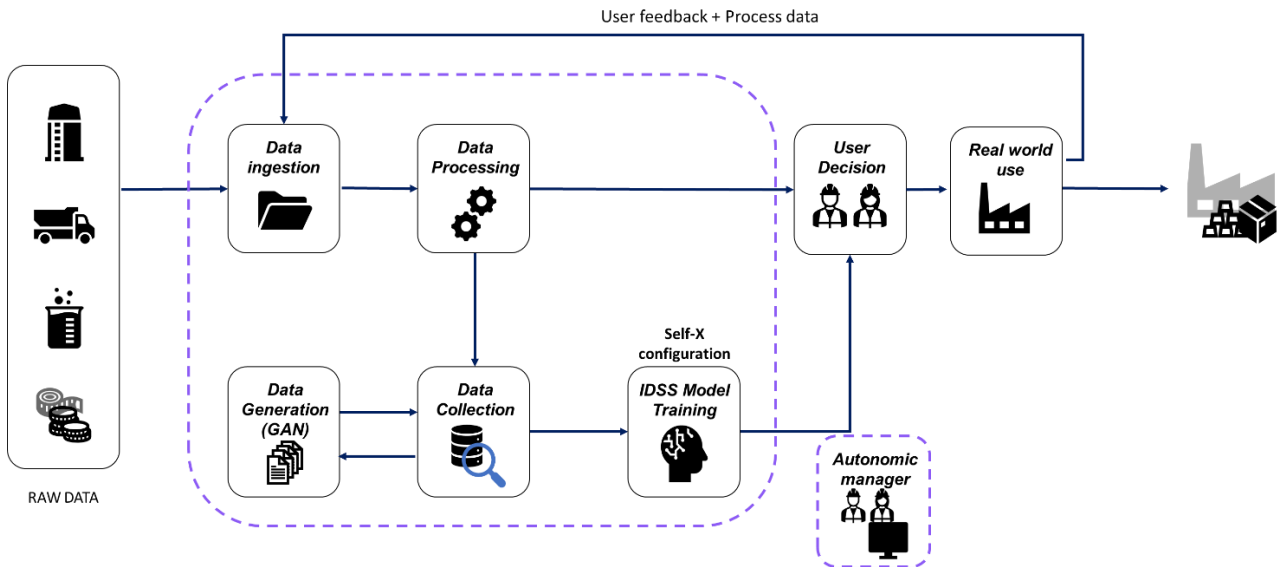 User feedback + Process data
Data
ingestion
Data
Processing
User
Decision
Real world
use
Self-X
configuration
Data
Generation
(GAN)
Data
Collection
IDSS Model
Training
Autonomic
manager
RAW DATA